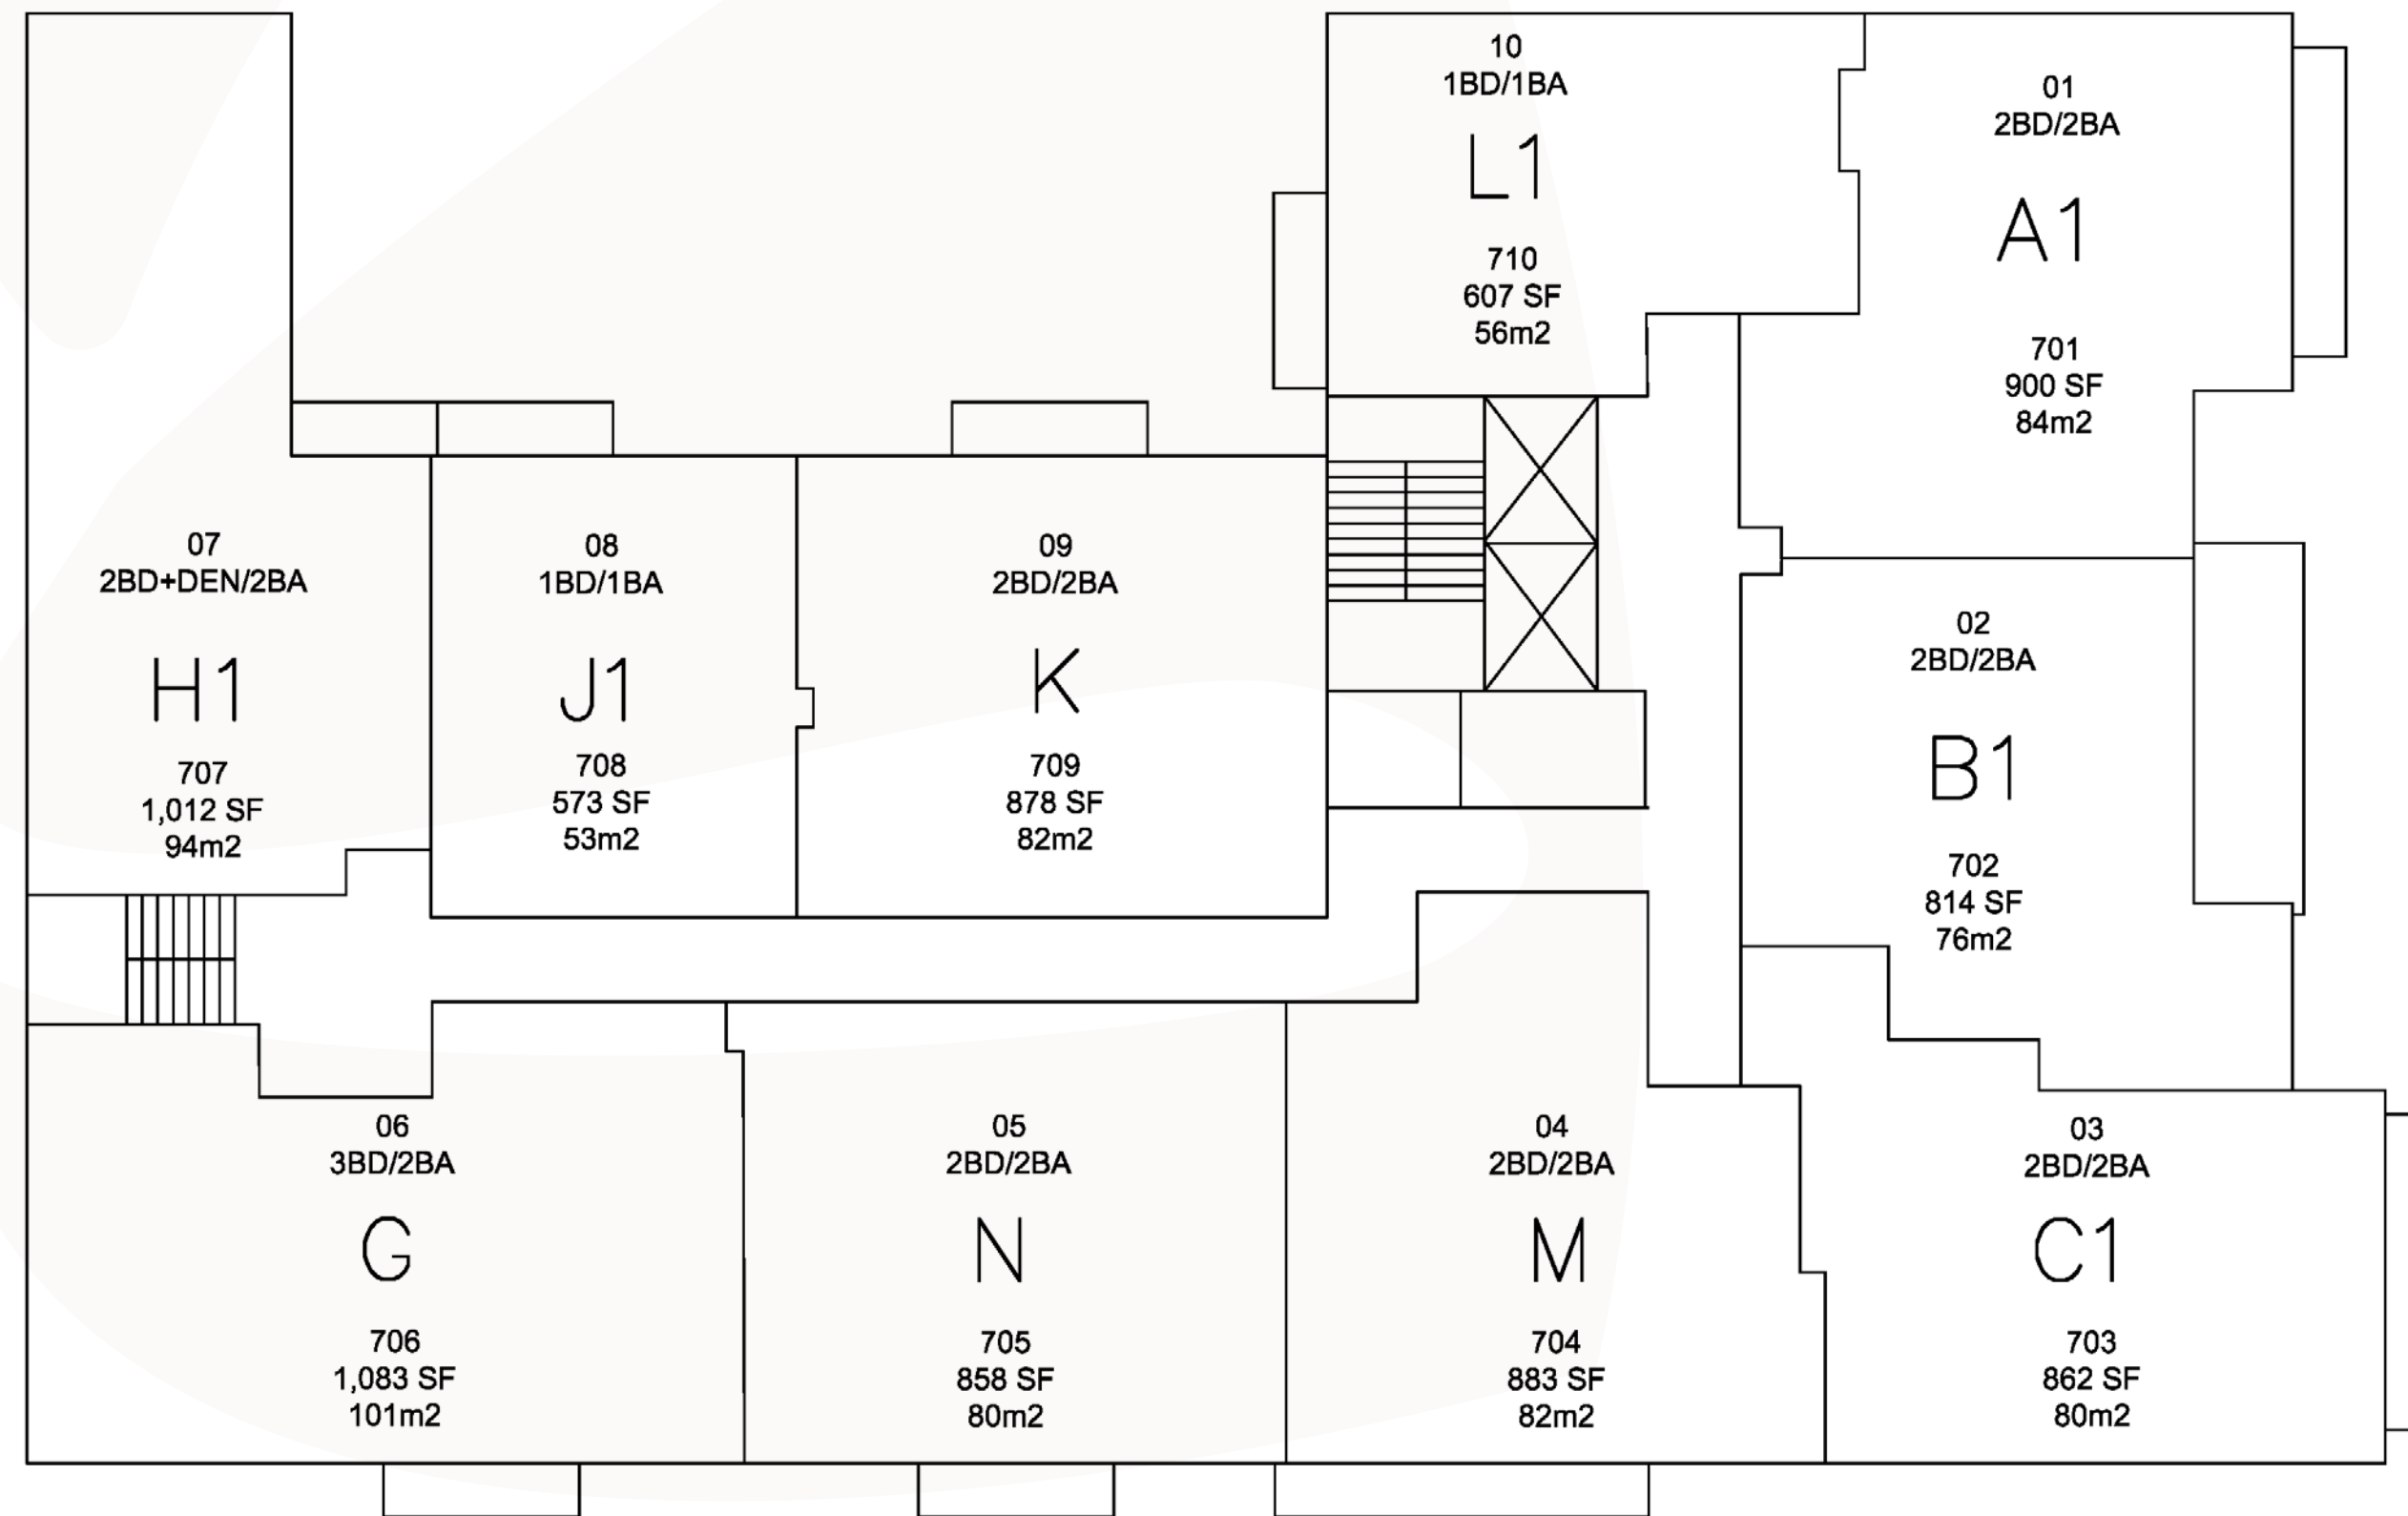 10
1BD/1BA
L1
710
607 SF
56m2
01
2BD/2BA
A1
701
900 SF
84m2
07
2BD+DEN/2BA
H1
707
1,012 SF
94m2
08
1BD/1BA
J1
708
573 SF
53m2
09
2BD/2BA
K
709
878 SF
82m2
02
2BD/2BA
B1
702
814 SF
76m2
06
3BD/2BA
G
706
1,083 SF
101m2
05
2BD/2BA
N
705
858 SF
80m2
04
2BD/2BA
M
704
883 SF
82m2
03
2BD/2BA
C1
703
862 SF
80m2